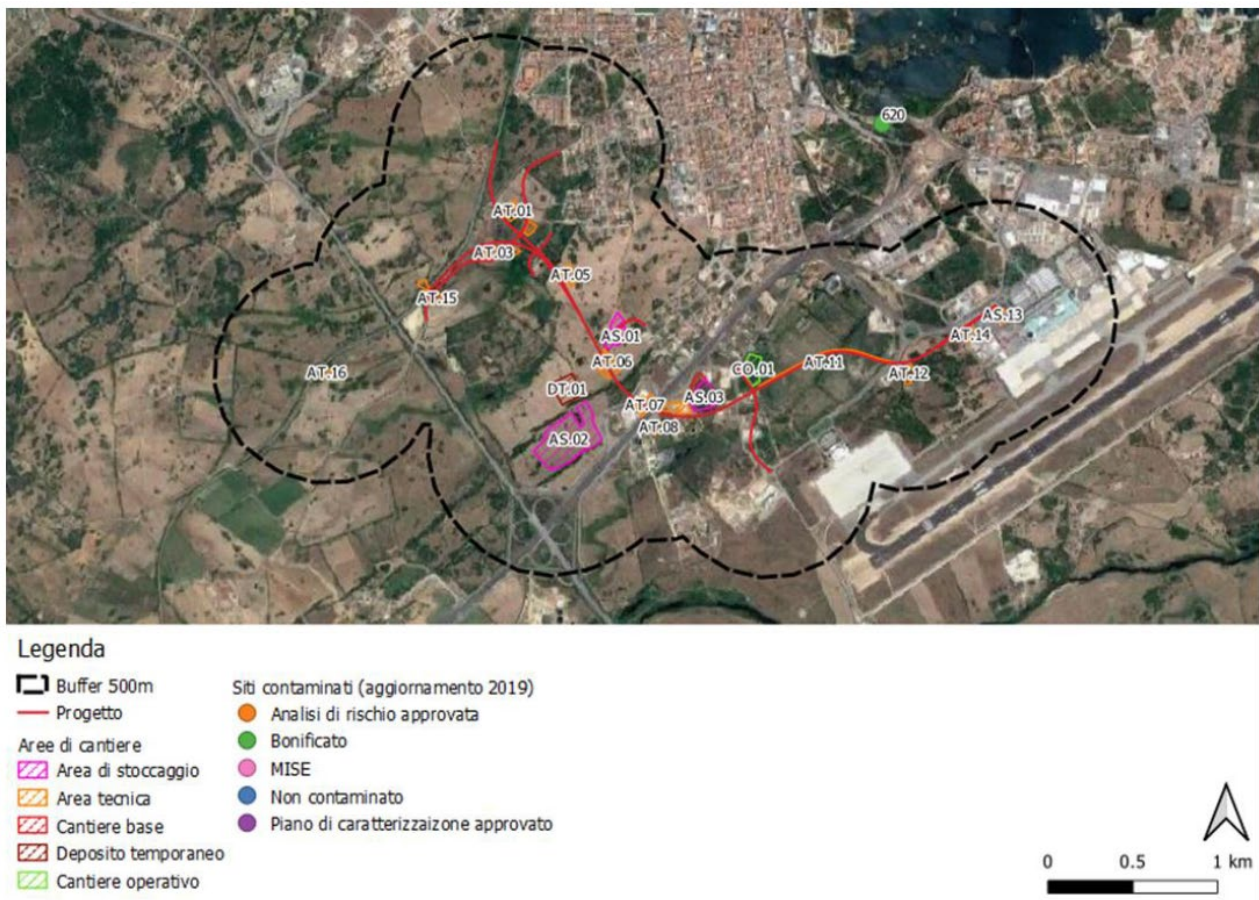 620
AT.01
AT.03
AT.05
AT.15
AS.13
AS.01
AT.14
AT.06
CO.01
AT.11
AT.16
AT.12
DT.01
AS.03
AT.07
AT.08
AS.02
Legenda
Buffer 500m
Progetto
Aree di cantiere
Area di stoccaggio
Area tecnica
Cantiere base
Deposito temporaneo
Cantiere operativo
Siti contaminati (aggiornamento 2019)
Analisi di rischio approvata
Bonificato
MISE
Non contaminato
Piano di caratterizzaizone approvato
0 0.5 1 km